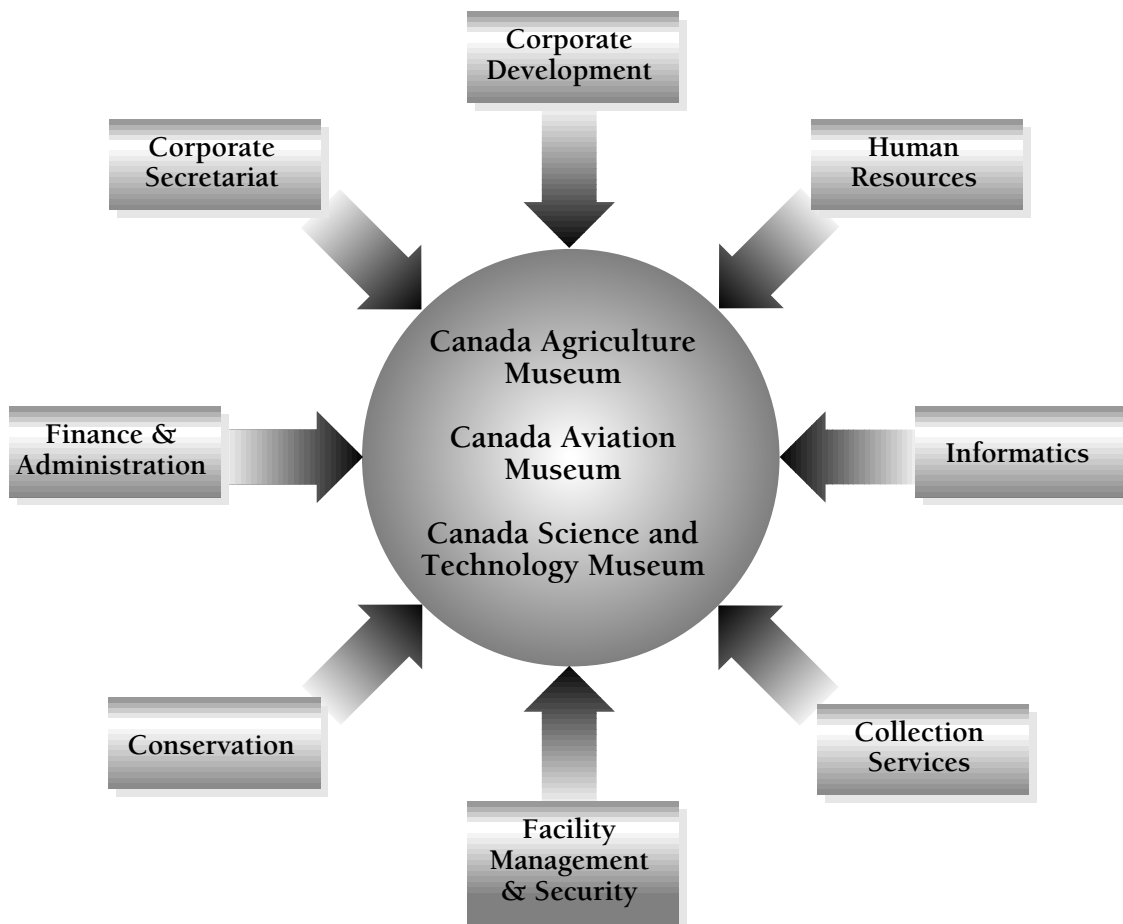 Corporate
Development
Corporate
Secretariat
Human
Resources
Canada Agriculture
Museum
Canada Aviation
Museum
Canada Science and
Technology Museum
Finance &
Administration
Informatics
Conservation
Collection
Services
Facility
Management
& Security